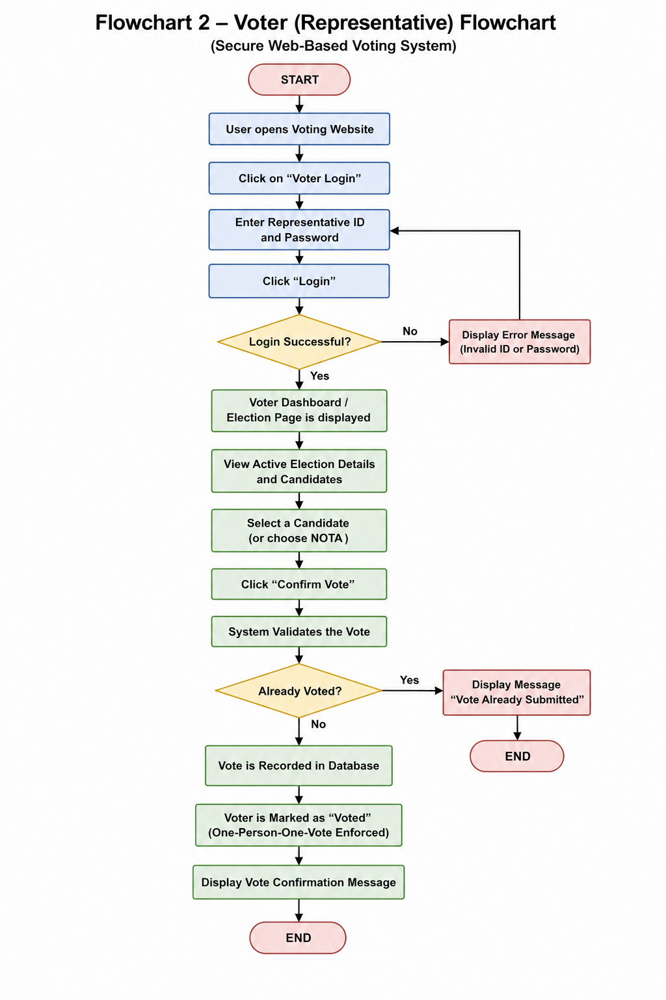 Flowchart 2 – Voter (Representative) Flowchart
(Secure Web-Based Voting System)
START
User opens Voting Website
Click on “Voter Login”
Enter Representative ID
and Password
Click “Login”
Login Successful?
No
Display Error Message
(Invalid ID or Password)
Yes
Voter Dashboard /
Election Page is displayed
View Active Election Details
and Candidates
Select a Candidate
(or choose NOTA)
Click “Confirm Vote”
System Validates the Vote
Already Voted?
Yes
Display Message
“Vote Already Submitted”
END
No
Vote is Recorded in Database
Voter is Marked as “Voted”
(One-Person-One-Vote Enforced)
Display Vote Confirmation Message
END